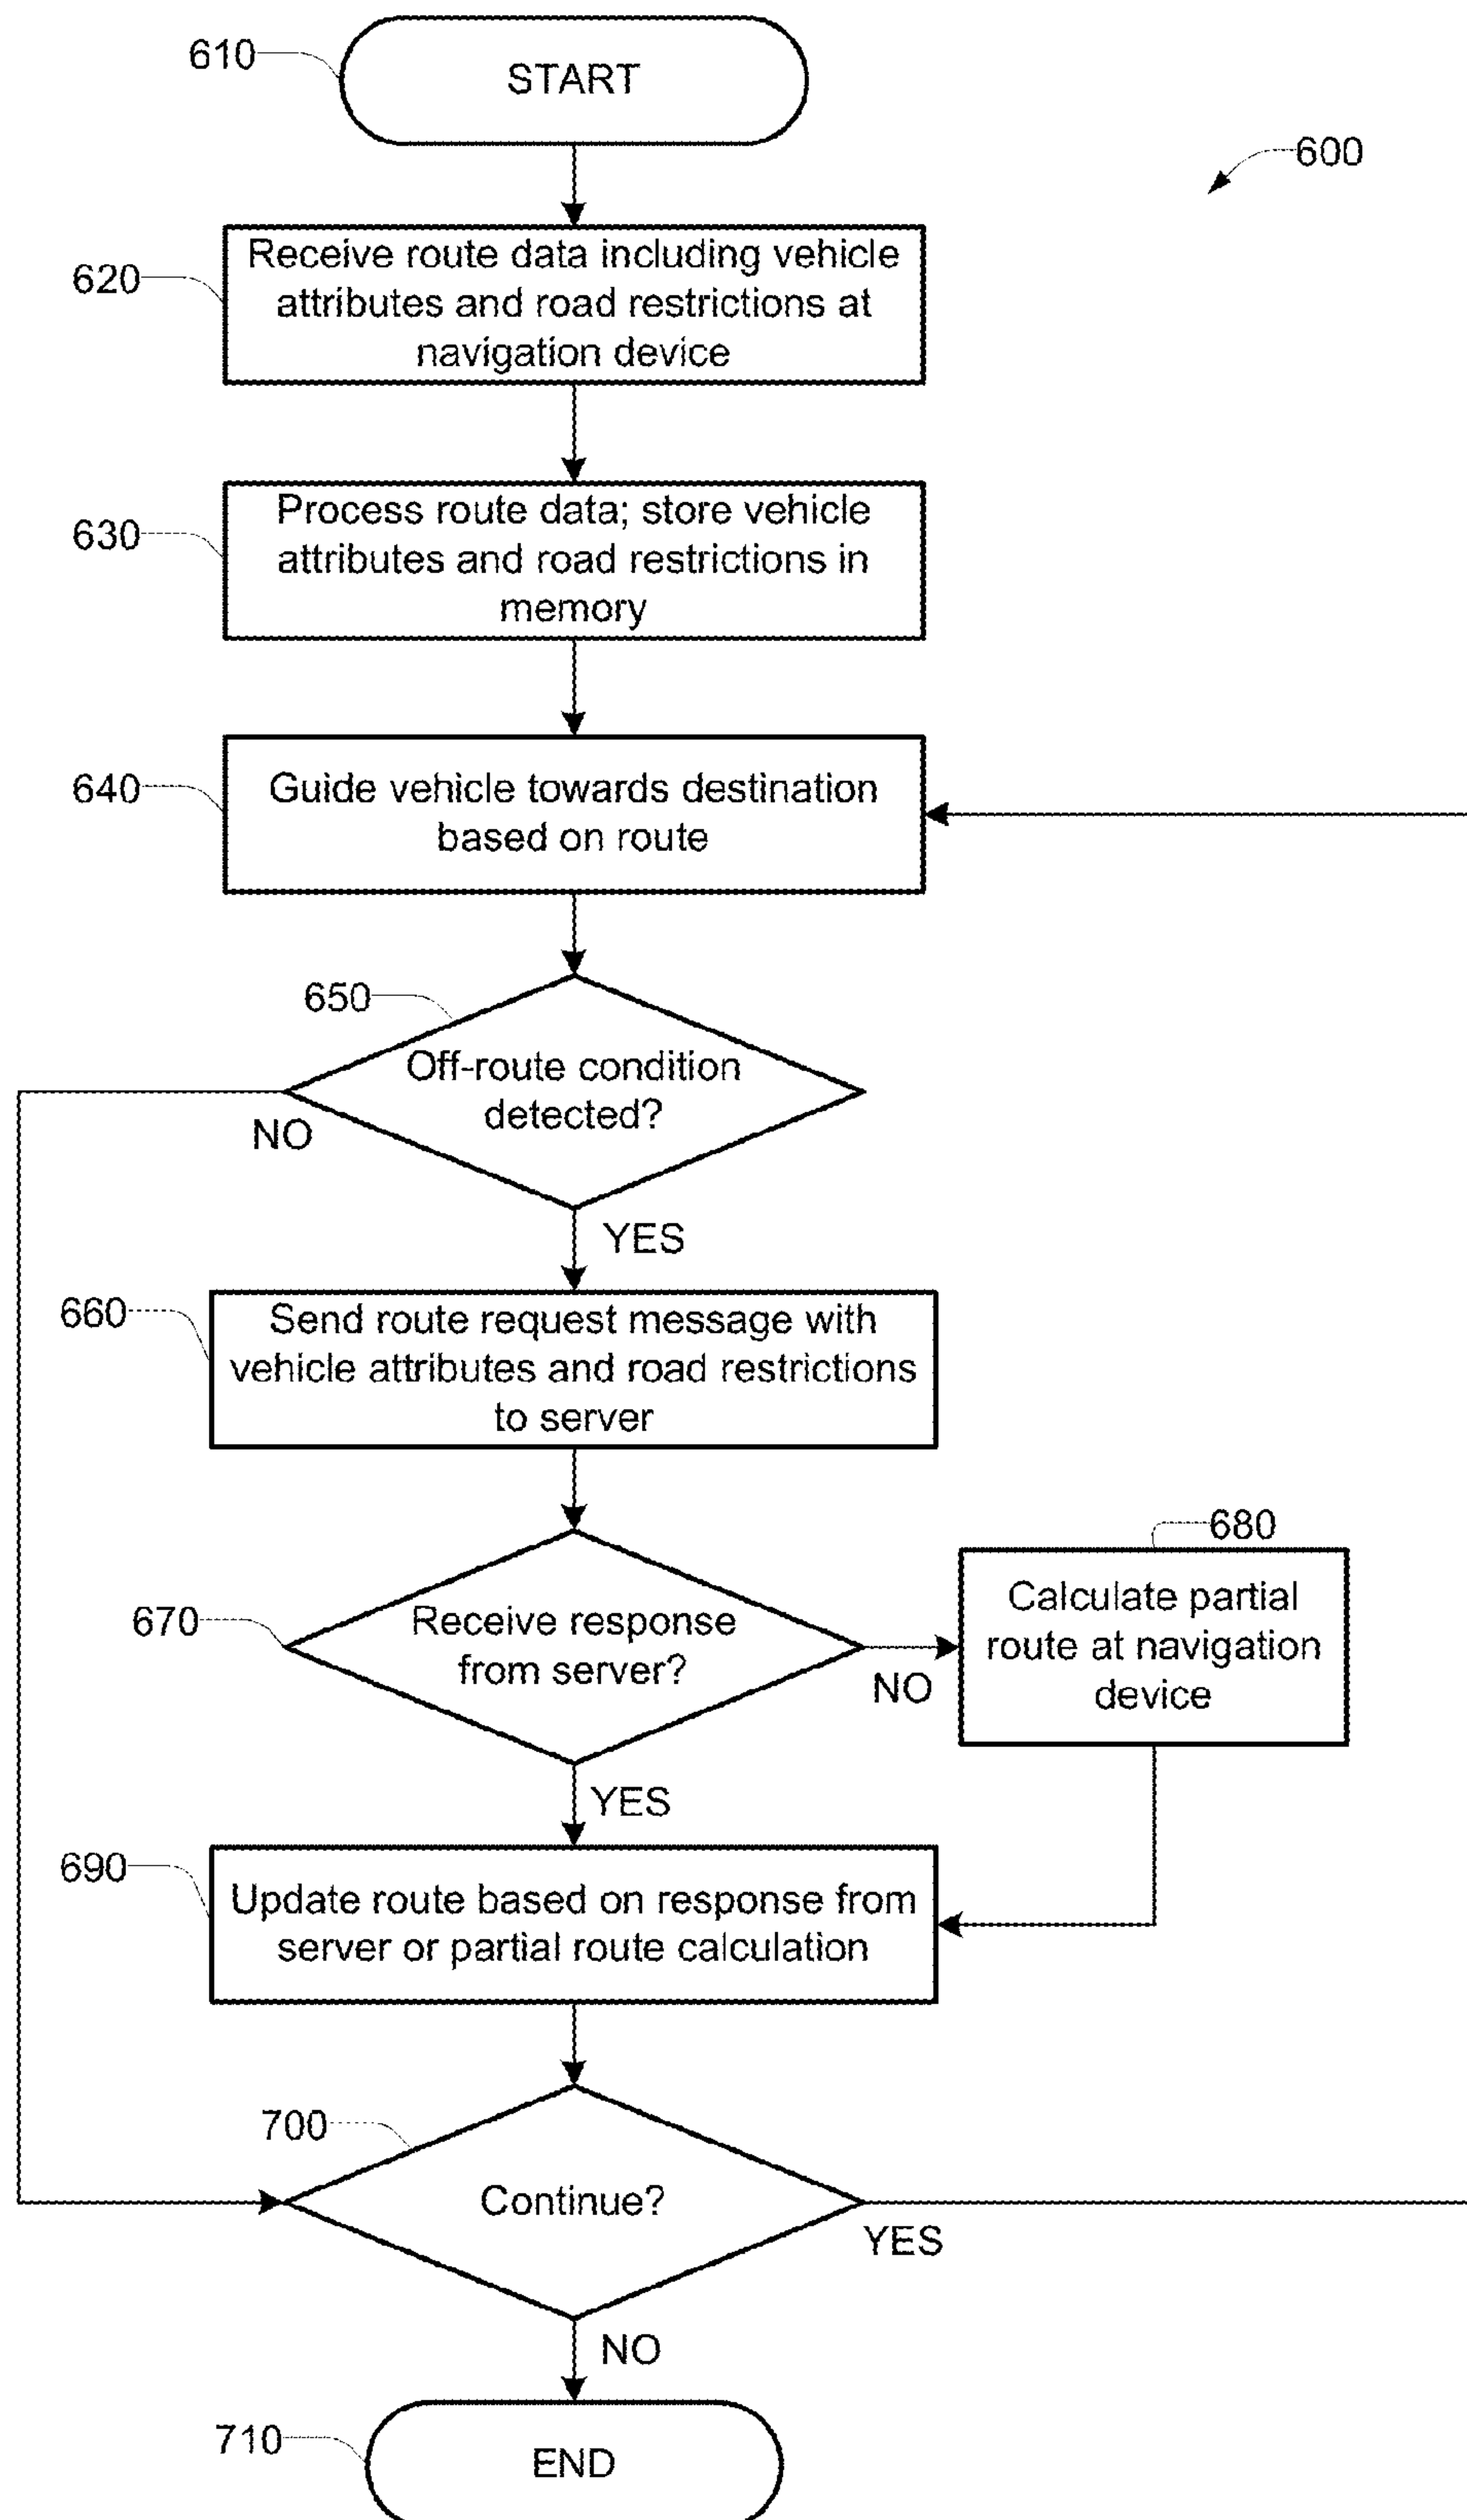 610
START
600
620
Receive route data including vehicle
attributes and road restrictions at
navigation device
630
Process route data; store vehicle
attributes and road restrictions in
memory
640
Guide vehicle towards destination
based on route
650
Off-route condition
detected?
NO
YES
660
Send route request message with
vehicle attributes and road restrictions
to server
670
Receive response
from server?
NO
680
Calculate partial
route at navigation
device
YES
690
Update route based on response from
server or partial route calculation
700
Continue?
YES
NO
710
END